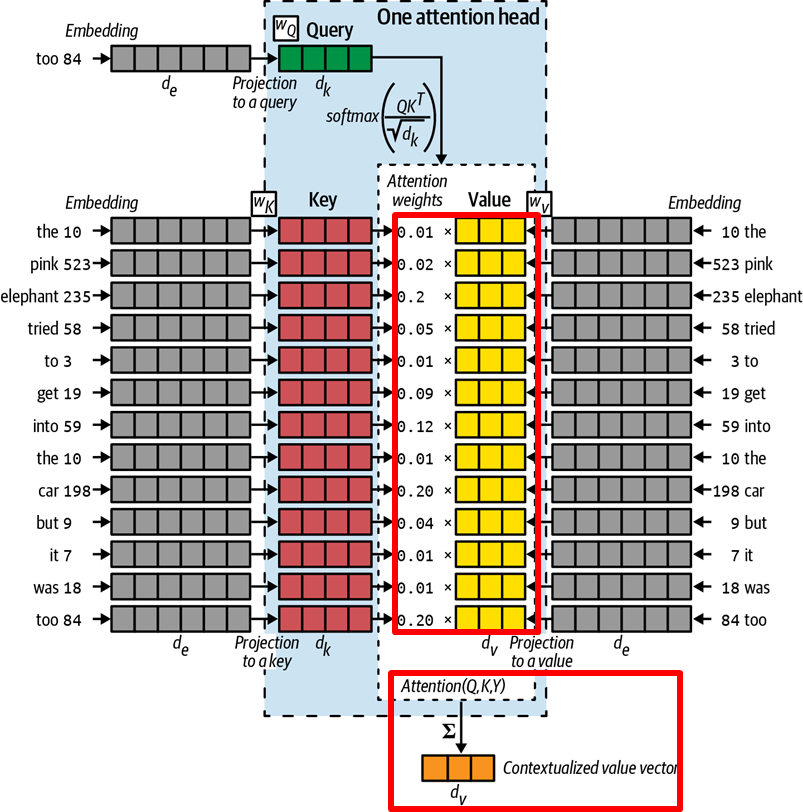 One attention head
Embedding
W_Q Query
too 84
d_e
Projection
to a query
d_k
softmax(QK^T/√d_k)
Attention
weights
Embedding
W_K
Key
Value
W_V
Embedding
the 10
0.01 ×
10 the
pink 523
0.02 ×
523 pink
elephant 235
0.2 ×
235 elephant
tried 58
0.05 ×
58 tried
to 3
0.01 ×
3 to
get 19
0.09 ×
19 get
into 59
0.12 ×
59 into
the 10
0.01 ×
10 the
car 198
0.20 ×
198 car
but 9
0.04 ×
9 but
it 7
0.01 ×
7 it
was 18
0.01 ×
18 was
too 84
0.20 ×
84 too
d_e
Projection
to a key
d_k
d_v
Projection
to a value
d_e
Attention(Q,K,Y)
Σ
Contextualized value vector
d_v